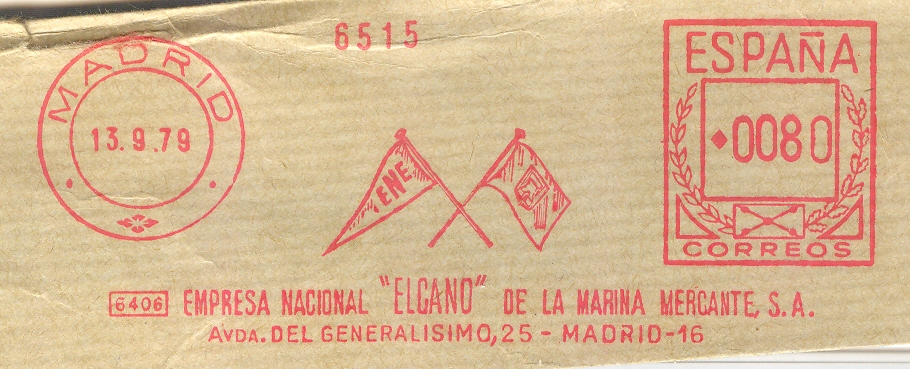 6515
MADRID
13.9.79
ENE
ESPAÑA
0080
CORREOS
6406 EMPRESA NACIONAL "ELCANO" DE LA MARINA MERCANTE, S.A.
AVDA. DEL GENERALISIMO, 25 - MADRID-16